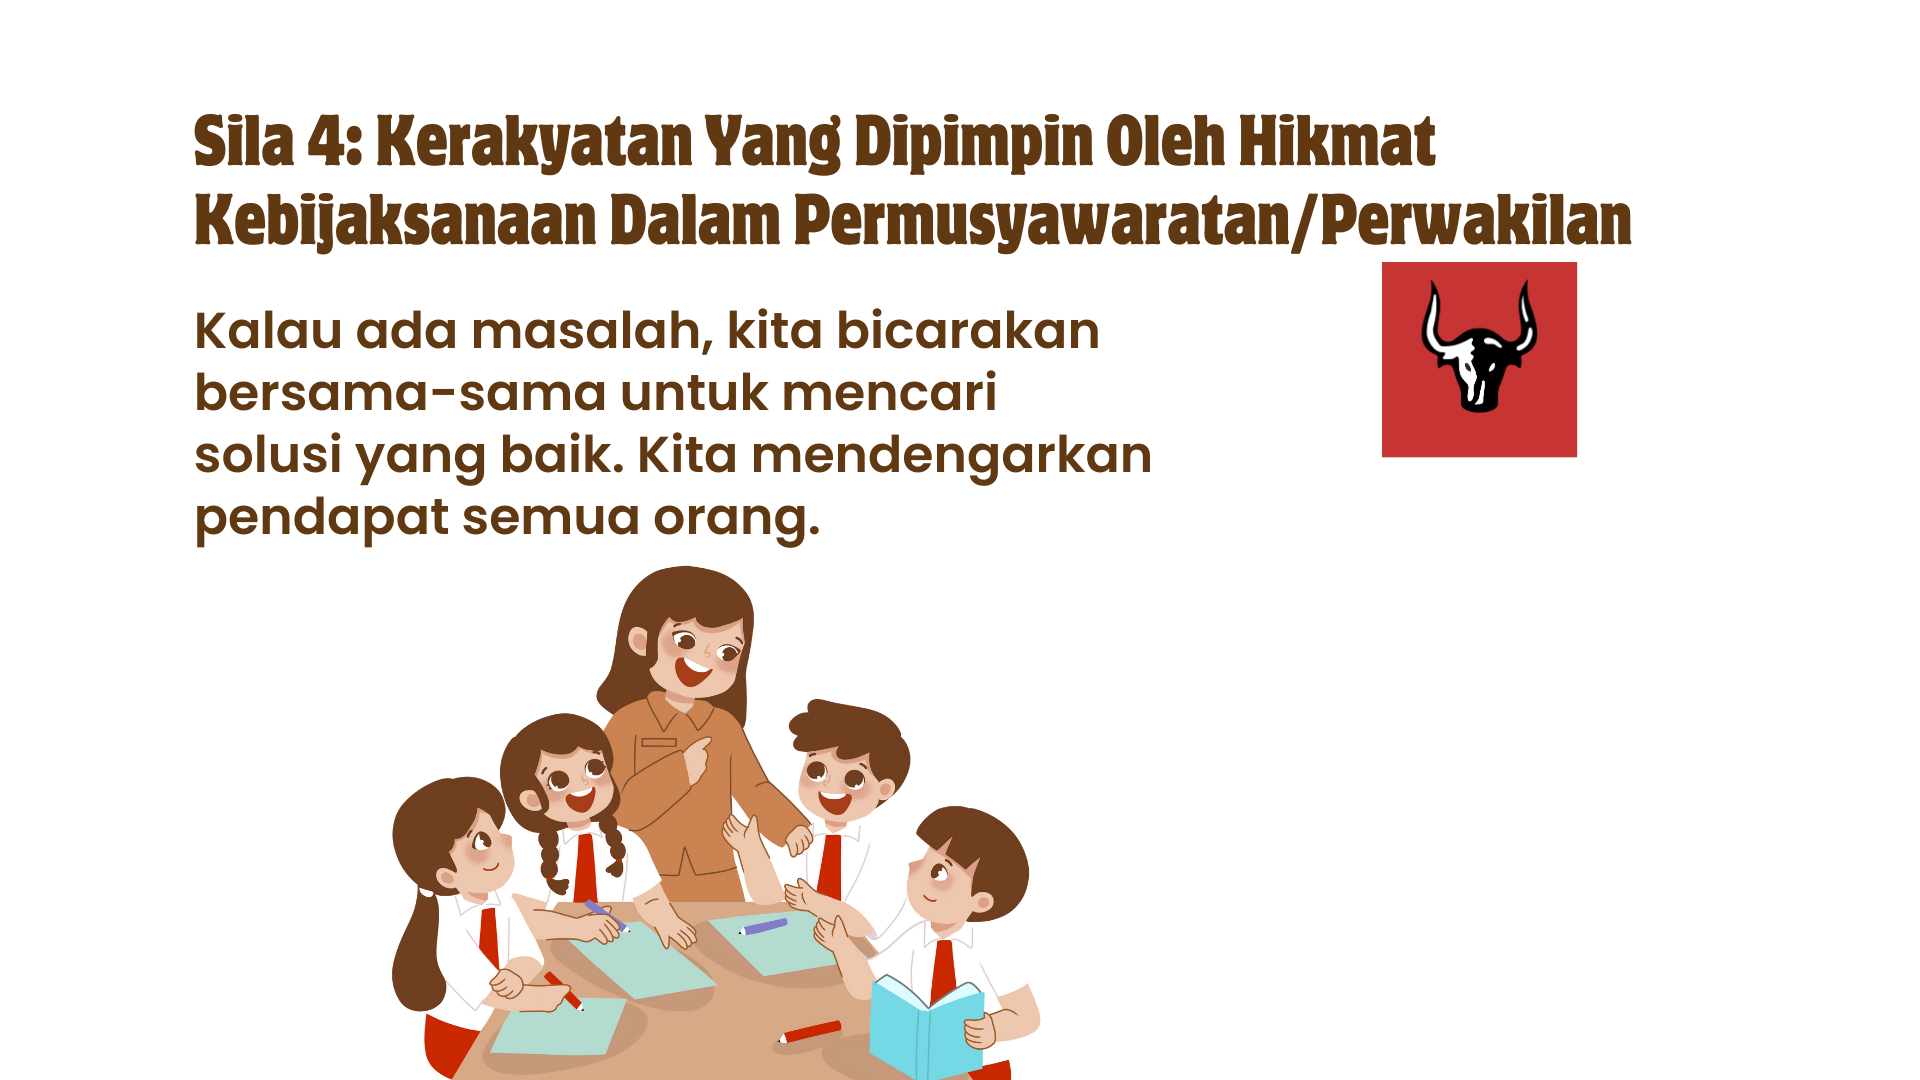 Sila 4: Kerakyatan Yang Dipimpin Oleh Hikmat
Kebijaksanaan Dalam Permusyawaratan/Perwakilan
Kalau ada masalah, kita bicarakan
bersama-sama untuk mencari
solusi yang baik. Kita mendengarkan
pendapat semua orang.